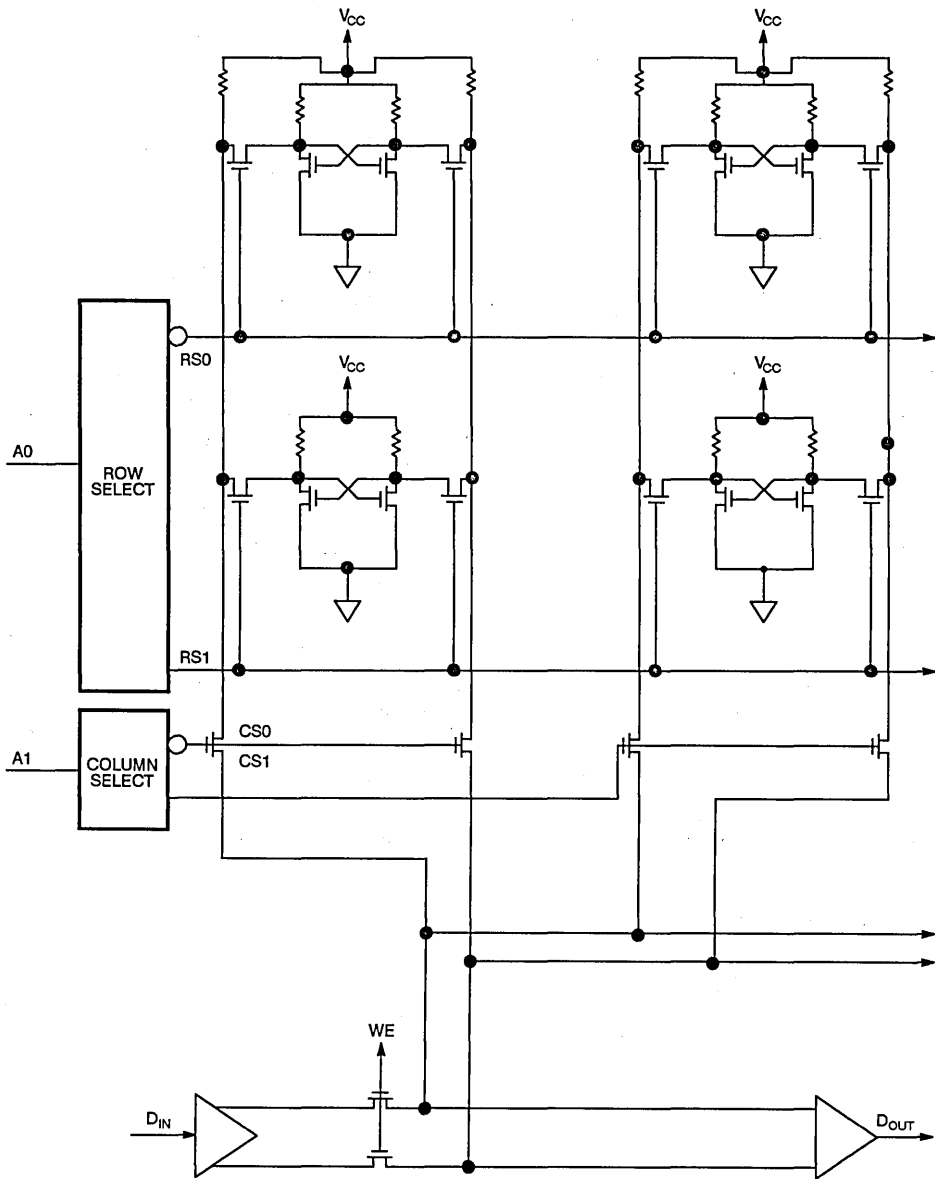 VCC
VCC
RS0
VCC
VCC
A0
ROW
SELECT
RS1
CS0
A1
COLUMN
SELECT
CS1
WE
DIN
DOUT